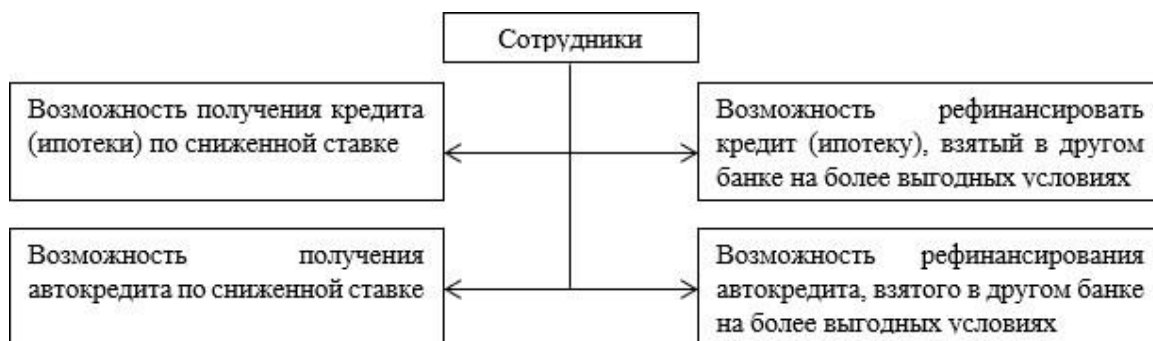 Сотрудники
Возможность получения кредита
(ипотеки) по сниженной ставке
Возможность рефинансировать
кредит (ипотеку), взятый в другом
банке на более выгодных условиях
Возможность получения
автокредита по сниженной ставке
Возможность рефинансирования
автокредита, взятого в другом банке
на более выгодных условиях